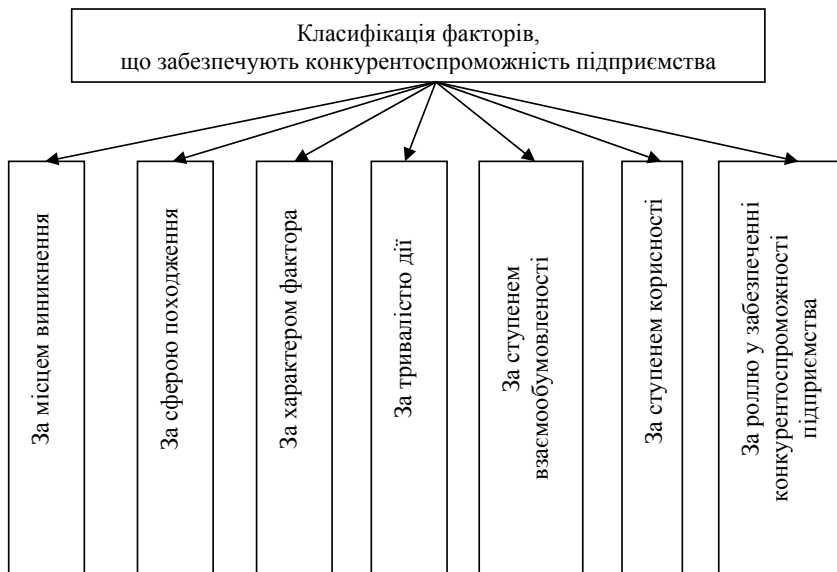 Класифікація факторів,
що забезпечують конкурентоспроможність підприємства
За місцем виникнення
За сферою походження
За характером фактора
За тривалістю дії
За ступенем
взаємообумовленості
За ступенем корисності
За роллю у забезпеченні
конкурентоспроможності
підприємства